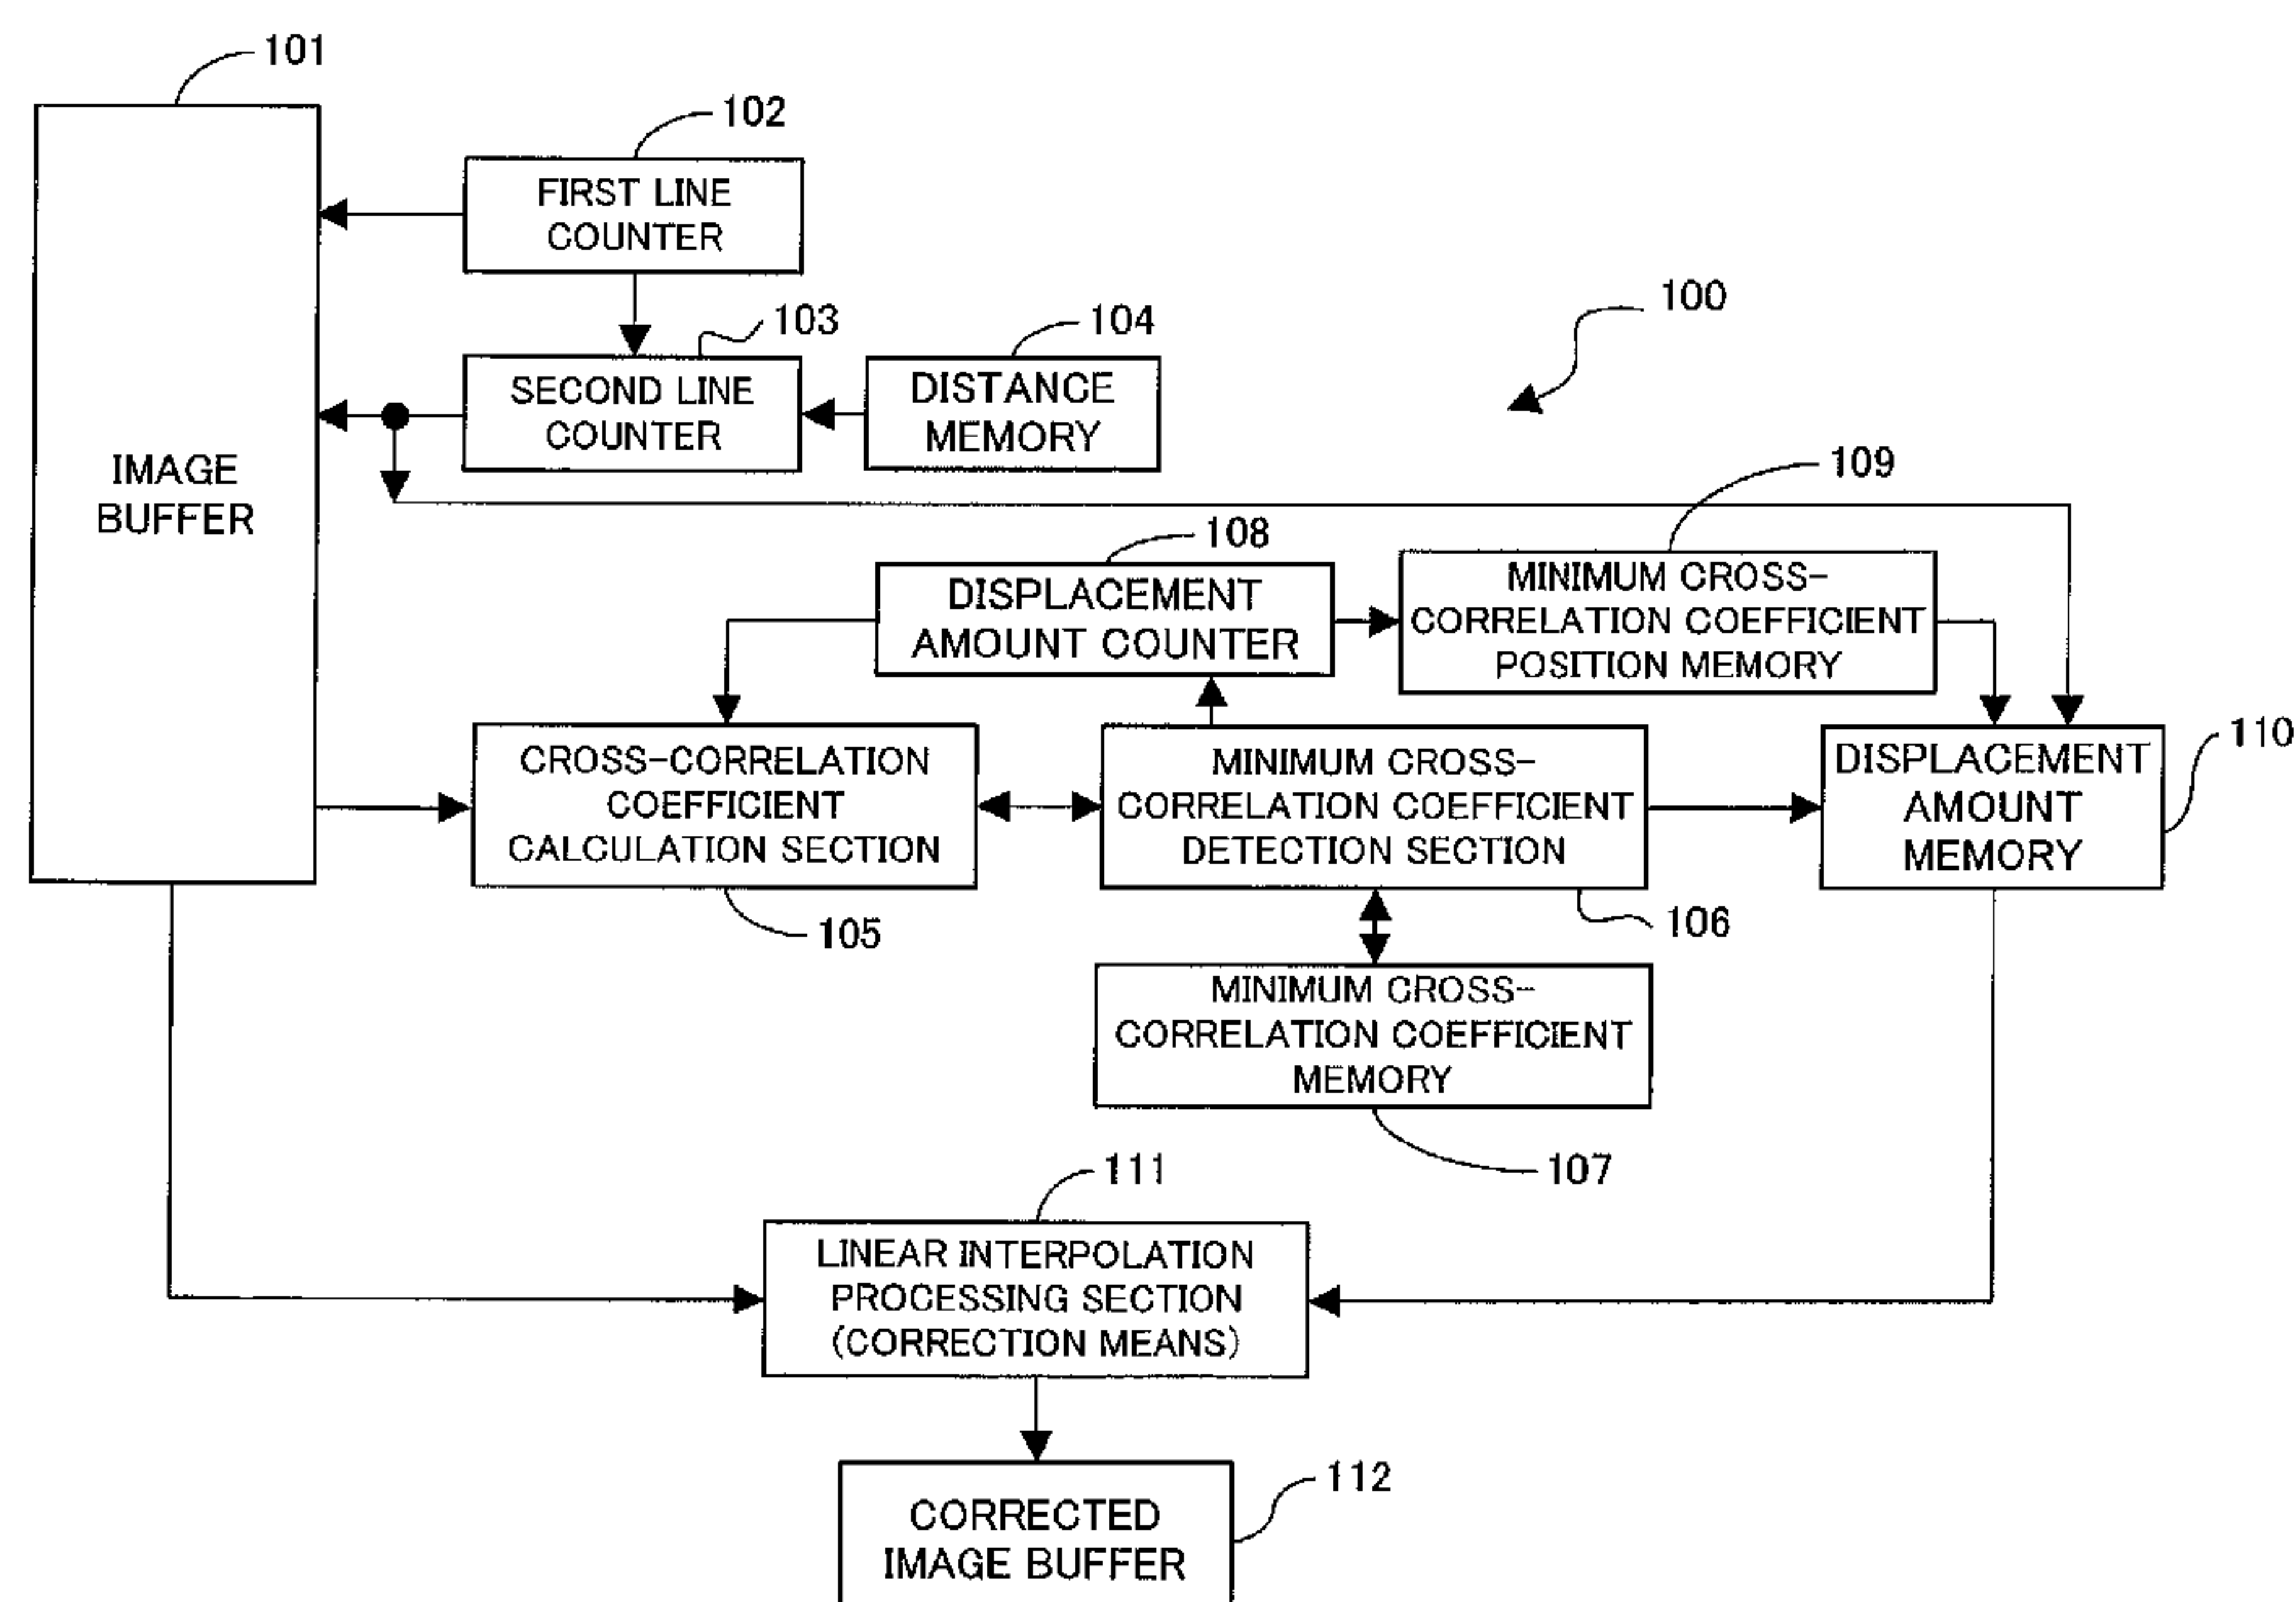 101
102
FIRST LINE
COUNTER
100
103
104
SECOND LINE
COUNTER
DISTANCE
MEMORY
IMAGE
BUFFER
109
108
DISPLACEMENT
AMOUNT COUNTER
MINIMUM CROSS-
CORRELATION COEFFICIENT
POSITION MEMORY
CROSS-CORRELATION
COEFFICIENT
CALCULATION SECTION
105
MINIMUM CROSS-
CORRELATION COEFFICIENT
DETECTION SECTION
106
DISPLACEMENT
AMOUNT
MEMORY
110
MINIMUM CROSS-
CORRELATION COEFFICIENT
MEMORY
107
111
LINEAR INTERPOLATION
PROCESSING SECTION
(CORRECTION MEANS)
112
CORRECTED
IMAGE BUFFER